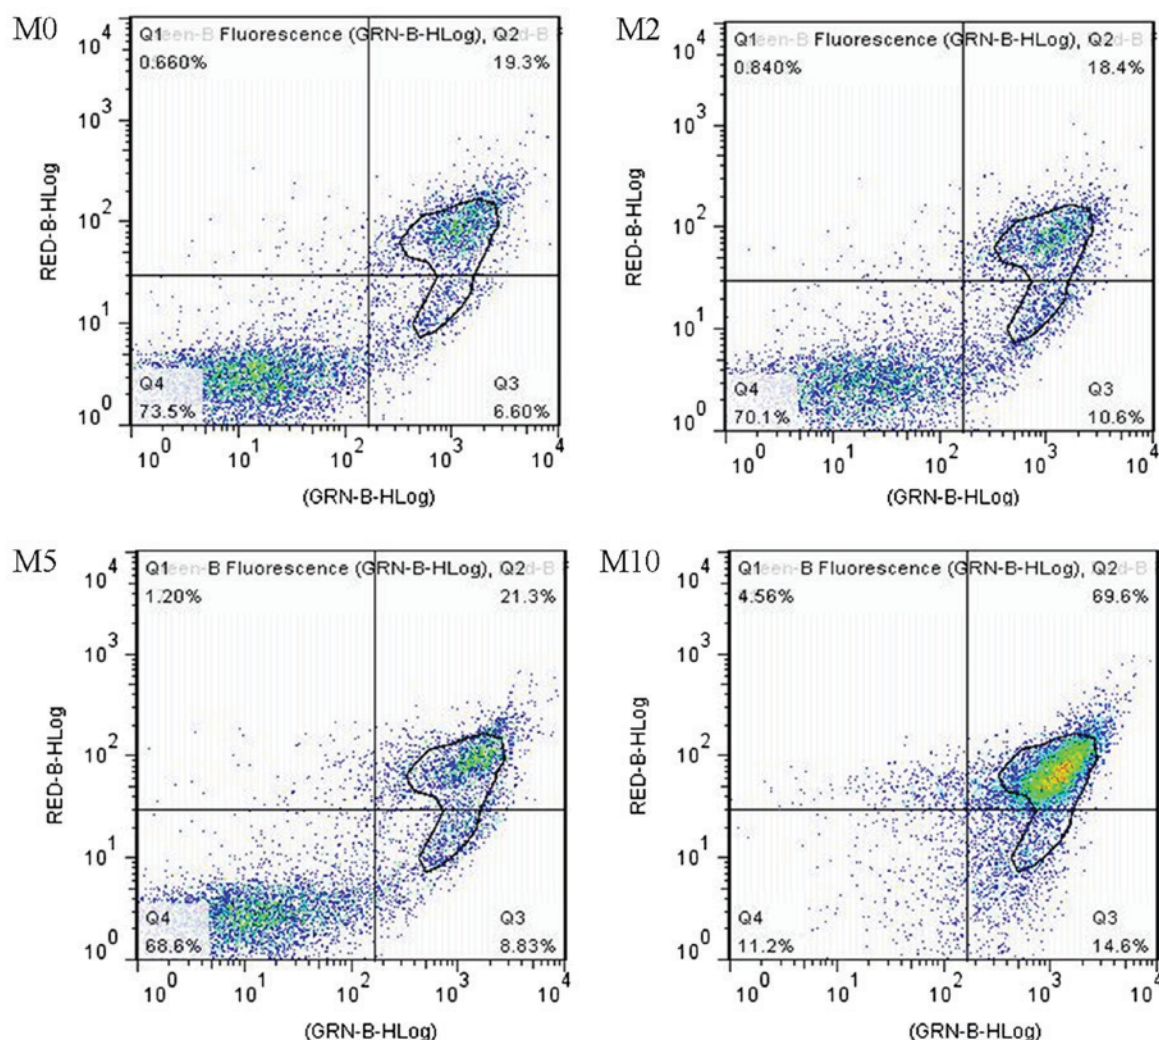 M0
Q1 een-B Fluorescence (GRN-B-HLog), Q2 d-B F
0.660% 19.3%
10^4
10^3
10^2
10^1
10^0
RED-B-HLog
Q4 Q3
73.5% 6.60%
10^0 10^1 10^2 10^3 10^4
(GRN-B-HLog)
M2
Q1 een-B Fluorescence (GRN-B-HLog), Q2 d-B F
0.840% 18.4%
10^4
10^3
10^2
10^1
10^0
RED-B-HLog
Q4 Q3
70.1% 10.6%
10^0 10^1 10^2 10^3 10^4
(GRN-B-HLog)
M5
Q1 een-B Fluorescence (GRN-B-HLog), Q2 d-B F
1.20% 21.3%
10^4
10^3
10^2
10^1
10^0
RED-B-HLog
Q4 Q3
68.6% 8.83%
10^0 10^1 10^2 10^3 10^4
(GRN-B-HLog)
M10
Q1 een-B Fluorescence (GRN-B-HLog), Q2 d-B F
4.56% 69.6%
10^4
10^3
10^2
10^1
10^0
RED-B-HLog
Q4 Q3
11.2% 14.6%
10^0 10^1 10^2 10^3 10^4
(GRN-B-HLog)